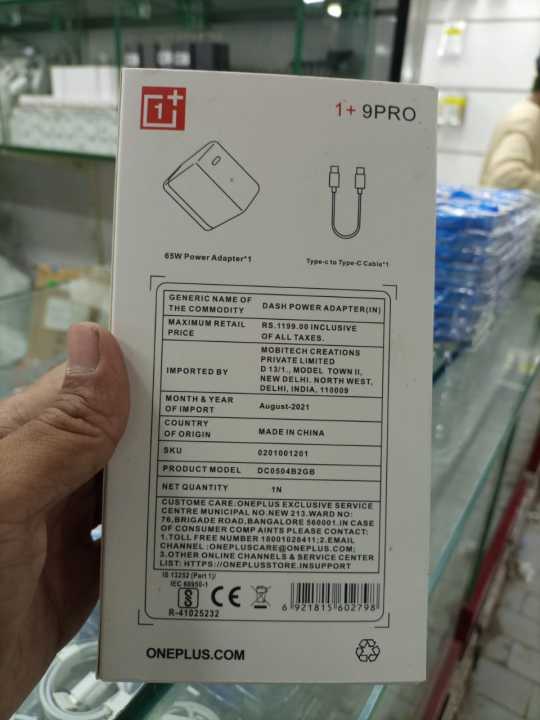 1+
1+ 9PRO
65W Power Adapter*1
Type-c to Type-C Cable*1
GENERIC NAME OF THE COMMODITY
DASH POWER ADAPTER(IN)
MAXIMUM RETAIL PRICE
RS.1199.00 INCLUSIVE
OF ALL TAXES.
IMPORTED BY
MOBITECH CREATIONS
PRIVATE LIMITED
D 13/1., MODEL TOWN II,
NEW DELHI, NORTH WEST,
DELHI, INDIA, 110009
MONTH & YEAR
OF IMPORT
August-2021
COUNTRY
OF ORIGIN
MADE IN CHINA
SKU
0201001201
PRODUCT MODEL
DC0504B2GB
NET QUANTITY
1N
CUSTOME CARE:ONEPLUS EXCLUSIVE SERVICE
CENTRE MUNICIPAL NO.NEW 213.WARD NO:
76,BRIGADE ROAD,BANGALORE 560001.IN CASE
OF CONSUMER COMP AINTS PLEASE CONTACT:
1.TOLL FREE NUMBER 18001028411;2.EMAIL
CHANNEL :ONEPLUSCARE@ONEPLUS.COM;
3.OTHER ONLINE CHANNELS & SERVICE CENTER
LIST: HTTPS://ONEPLUSSTORE.INSUPPORT
IS 13252 (Part 1)/
IEC 60950-1
R-41025232
CE
6 921815 602798
ONEPLUS.COM